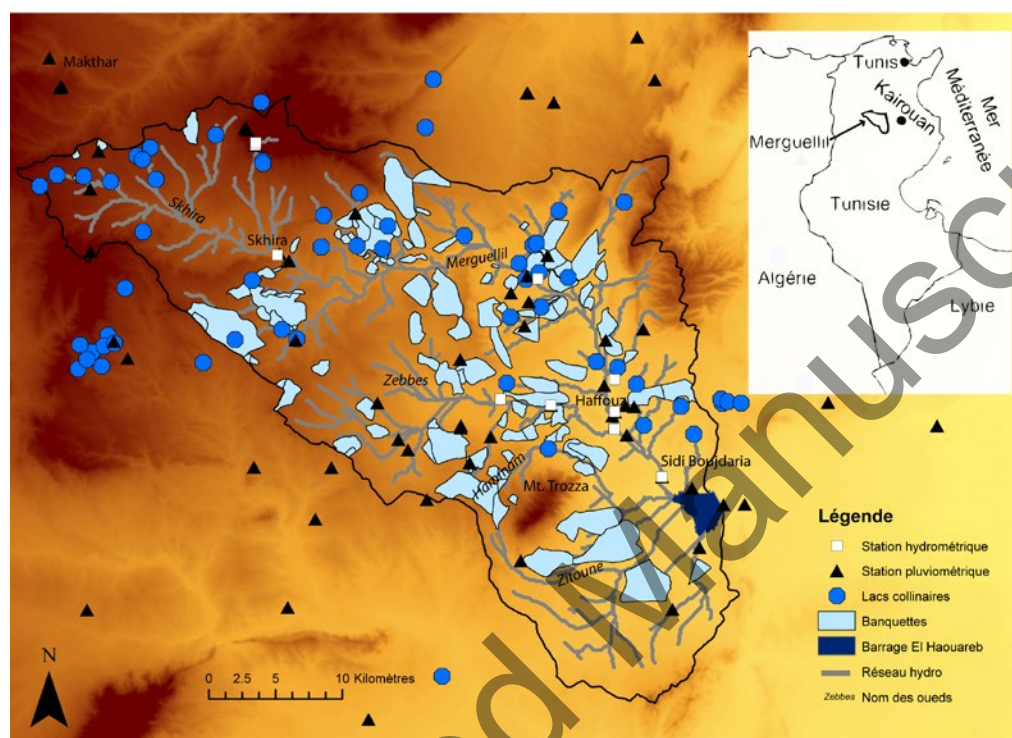 Makthar
Skhira
Skhira
Merguellil
Zebbes
Haffouz
Hammam
Mt. Trozza
Sidi Boujdaria
Zitoune
N
0 2.5 5 10 Kilomètres
Tunis
Kairouan
Mer
Méditerranée
Merguellil
Tunisie
Algérie
Lybie
Légende
Station hydrométrique
Station pluviométrique
Lacs collinaires
Banquettes
Barrage El Haouareb
Réseau hydro
Zebbes Nom des oueds